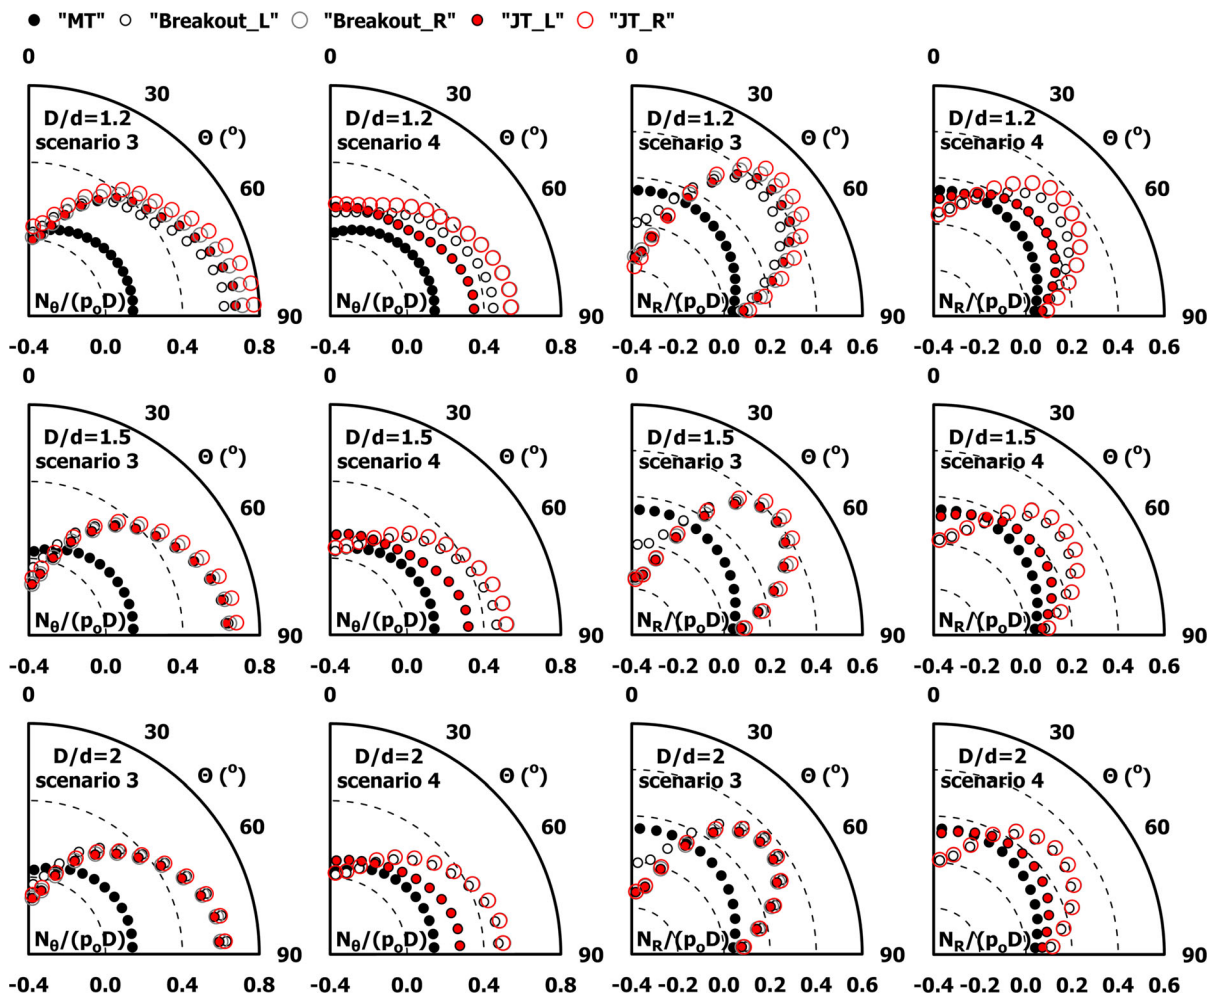 "MT" "Breakout_L" "Breakout_R" "JT_L" "JT_R"
0 0 0 0
30 30 30 30
D/d=1.2 D/d=1.2 D/d=1.2 D/d=1.2
scenario 3 scenario 4 scenario 3 scenario 4
Θ (o) Θ (o) Θ (o) Θ (o)
60 60 60 60
Nθ/(poD) Nθ/(poD) NR/(poD) NR/(poD)
90 90 90 90
-0.4 0.0 0.4 0.8 -0.4 0.0 0.4 0.8 -0.4 -0.2 0.0 0.2 0.4 0.6 -0.4 -0.2 0.0 0.2 0.4 0.6
0 0 0 0
30 30 30 30
D/d=1.5 D/d=1.5 D/d=1.5 D/d=1.5
scenario 3 scenario 4 scenario 3 scenario 4
Θ (o) Θ (o) Θ (o) Θ (o)
60 60 60 60
Nθ/(poD) Nθ/(poD) NR/(poD) NR/(poD)
90 90 90 90
-0.4 0.0 0.4 0.8 -0.4 0.0 0.4 0.8 -0.4 -0.2 0.0 0.2 0.4 0.6 -0.4 -0.2 0.0 0.2 0.4 0.6
0 0 0 0
30 30 30 30
D/d=2 D/d=2 D/d=2 D/d=2
scenario 3 scenario 4 scenario 3 scenario 4
Θ (o) Θ (o) Θ (o) Θ (o)
60 60 60 60
Nθ/(poD) Nθ/(poD) NR/(poD) NR/(poD)
90 90 90 90
-0.4 0.0 0.4 0.8 -0.4 0.0 0.4 0.8 -0.4 -0.2 0.0 0.2 0.4 0.6 -0.4 -0.2 0.0 0.2 0.4 0.6